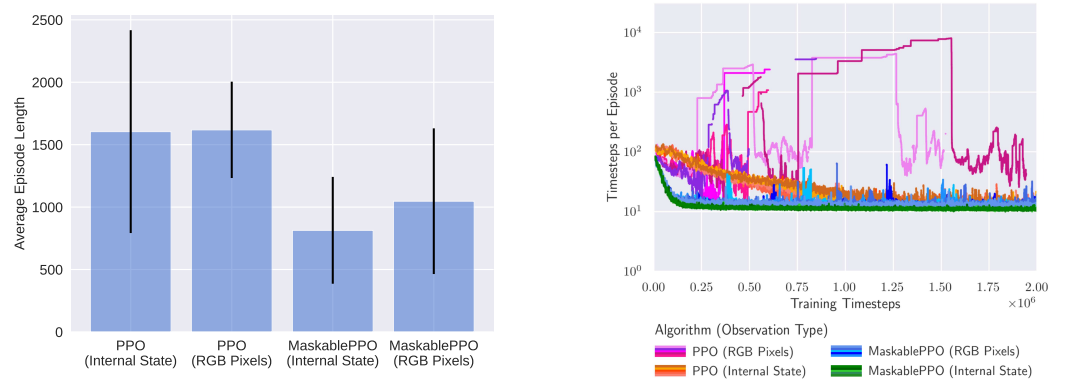 2500
2000
1500
1000
500
0
Average Episode Length
PPO
(Internal State)
PPO
(RGB Pixels)
MaskablePPO
(Internal State)
MaskablePPO
(RGB Pixels)
10^4
10^3
10^2
10^1
10^0
Timesteps per Episode
0.00 0.25 0.50 0.75 1.00 1.25 1.50 1.75 2.00
Training Timesteps
×10^6
Algorithm (Observation Type)
PPO (RGB Pixels)
MaskablePPO (RGB Pixels)
PPO (Internal State)
MaskablePPO (Internal State)